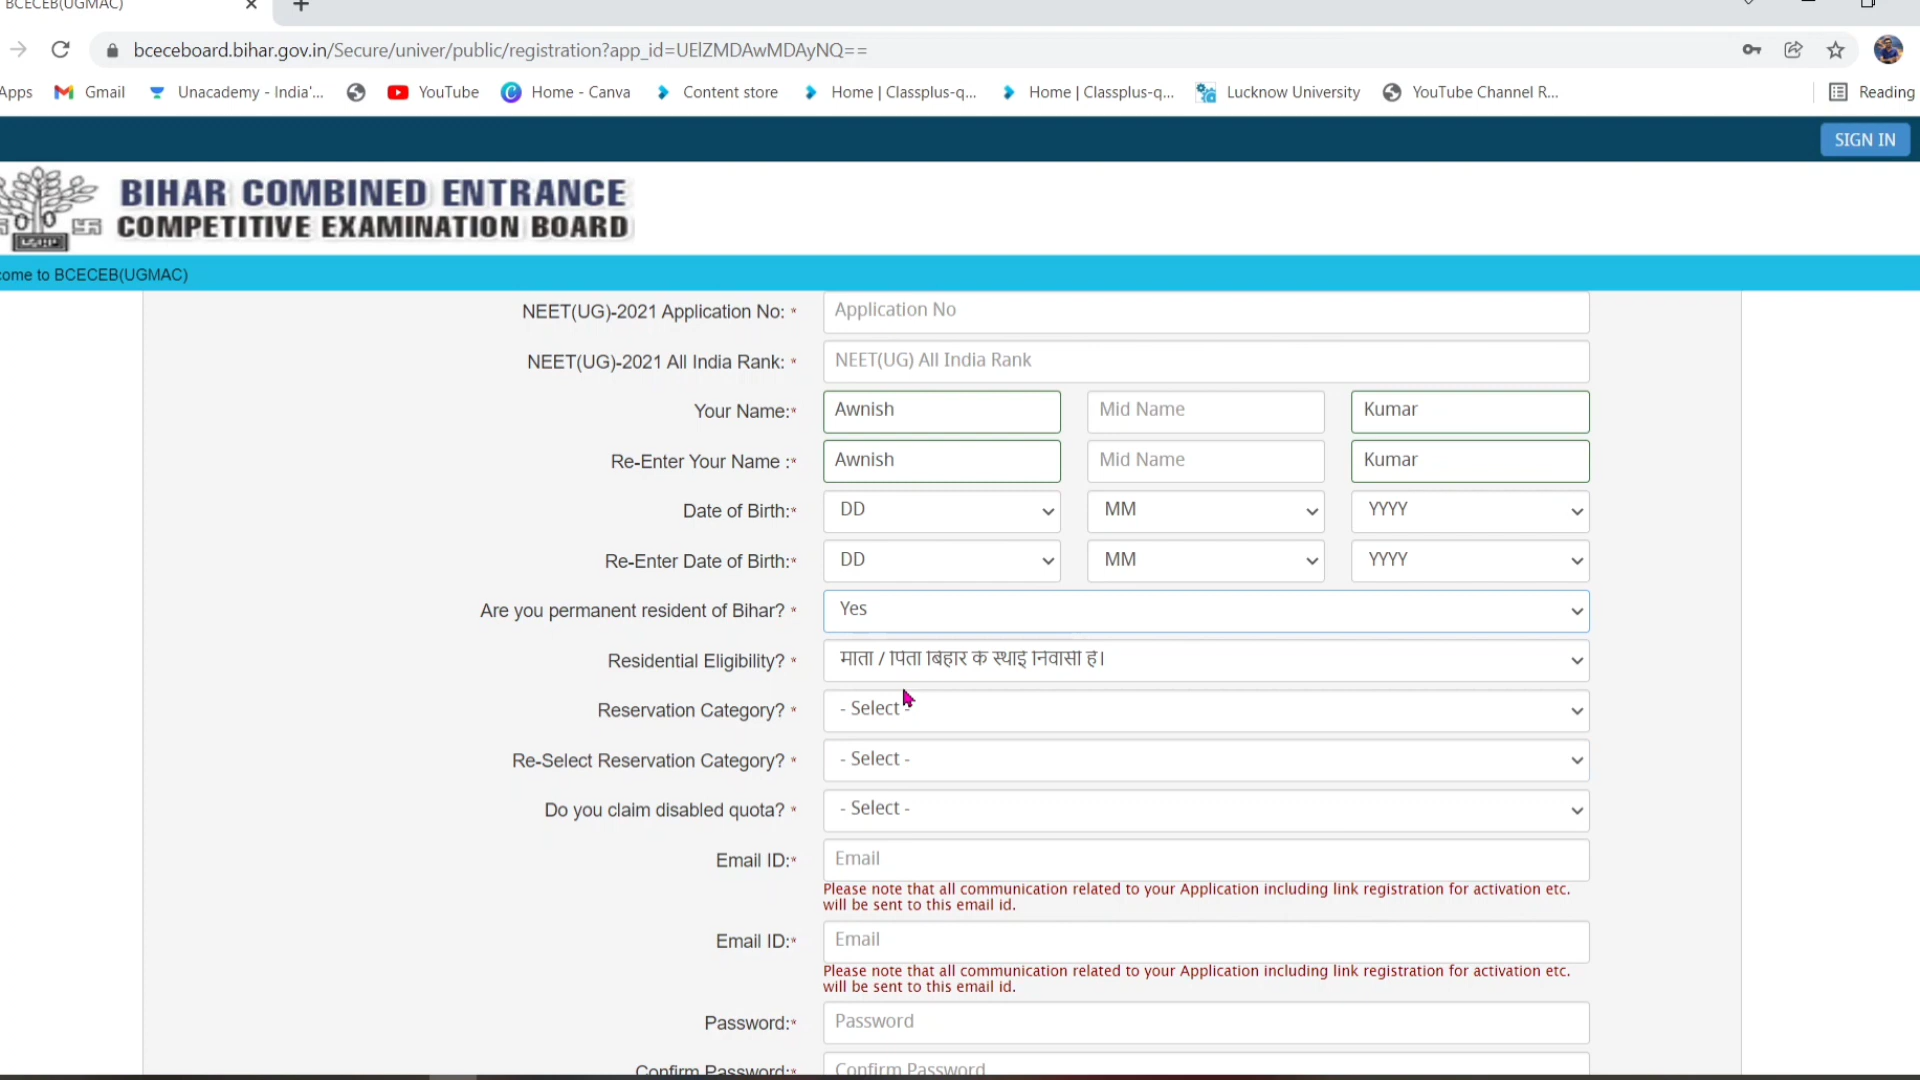 BCECEB(UGMAC)
bceceboard.bihar.gov.in/Secure/univer/public/registration?app_id=UElZMDAwMDAyNQ==
Apps Gmail Unacademy - India'... YouTube Home - Canva Content store Home | Classplus-q... Home | Classplus-q... Lucknow University YouTube Channel R... Reading
SIGN IN
BIHAR COMBINED ENTRANCE
COMPETITIVE EXAMINATION BOARD
come to BCECEB(UGMAC)
NEET(UG)-2021 Application No: * Application No
NEET(UG)-2021 All India Rank: * NEET(UG) All India Rank
Your Name:* Awnish Mid Name Kumar
Re-Enter Your Name :* Awnish Mid Name Kumar
Date of Birth:* DD MM YYYY
Re-Enter Date of Birth:* DD MM YYYY
Are you permanent resident of Bihar? * Yes
Residential Eligibility? * माता / पिता बिहार के स्थाई निवासी है।
Reservation Category? * - Select -
Re-Select Reservation Category? * - Select -
Do you claim disabled quota? * - Select -
Email ID:* Email
Please note that all communication related to your Application including link registration for activation etc.
will be sent to this email id.
Email ID:* Email
Please note that all communication related to your Application including link registration for activation etc.
will be sent to this email id.
Password:* Password
Confirm Password:* Confirm Password